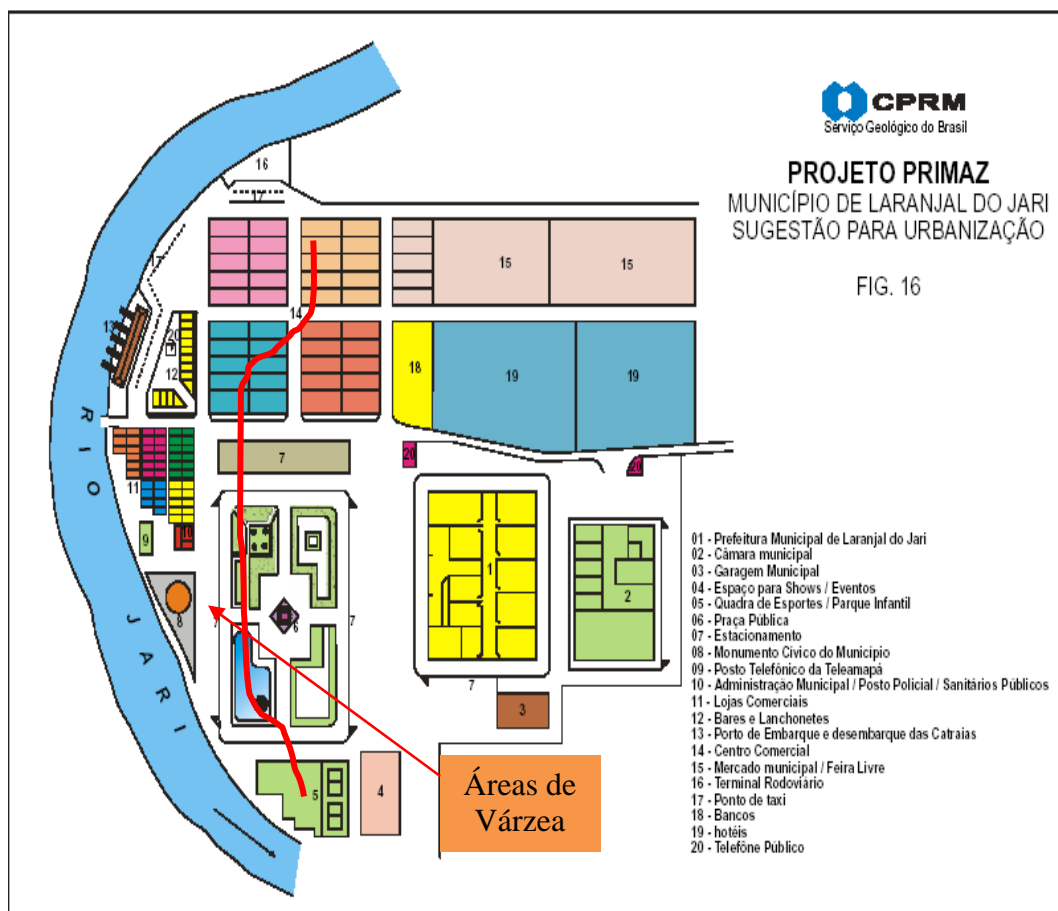 CPRM
Serviço Geológico do Brasil
PROJETO PRIMAZ
MUNICÍPIO DE LARANJAL DO JARI
SUGESTÃO PARA URBANIZAÇÃO
FIG. 16
16
17
17
15
15
14
13
20
12
18
19
19
RIO JARI
7
20
20
11
10
9
1
2
8
7
6
7
7
3
5
4
Áreas de
Várzea
01 - Prefeitura Municipal de Laranjal do Jari
02 - Câmara municipal
03 - Garagem Municipal
04 - Espaço para Shows / Eventos
05 - Quadra de Esportes / Parque Infantil
06 - Praça Pública
07 - Estacionamento
08 - Monumento Cívico do Município
09 - Posto Telefônico da Teleamapá
10 - Administração Municipal / Posto Policial / Sanitários Públicos
11 - Lojas Comerciais
12 - Bares e Lanchonetes
13 - Porto de Embarque e desembarque das Catraias
14 - Centro Comercial
15 - Mercado municipal / Feira Livre
16 - Terminal Rodoviário
17 - Ponto de taxi
18 - Bancos
19 - hotéis
20 - Telefône Público